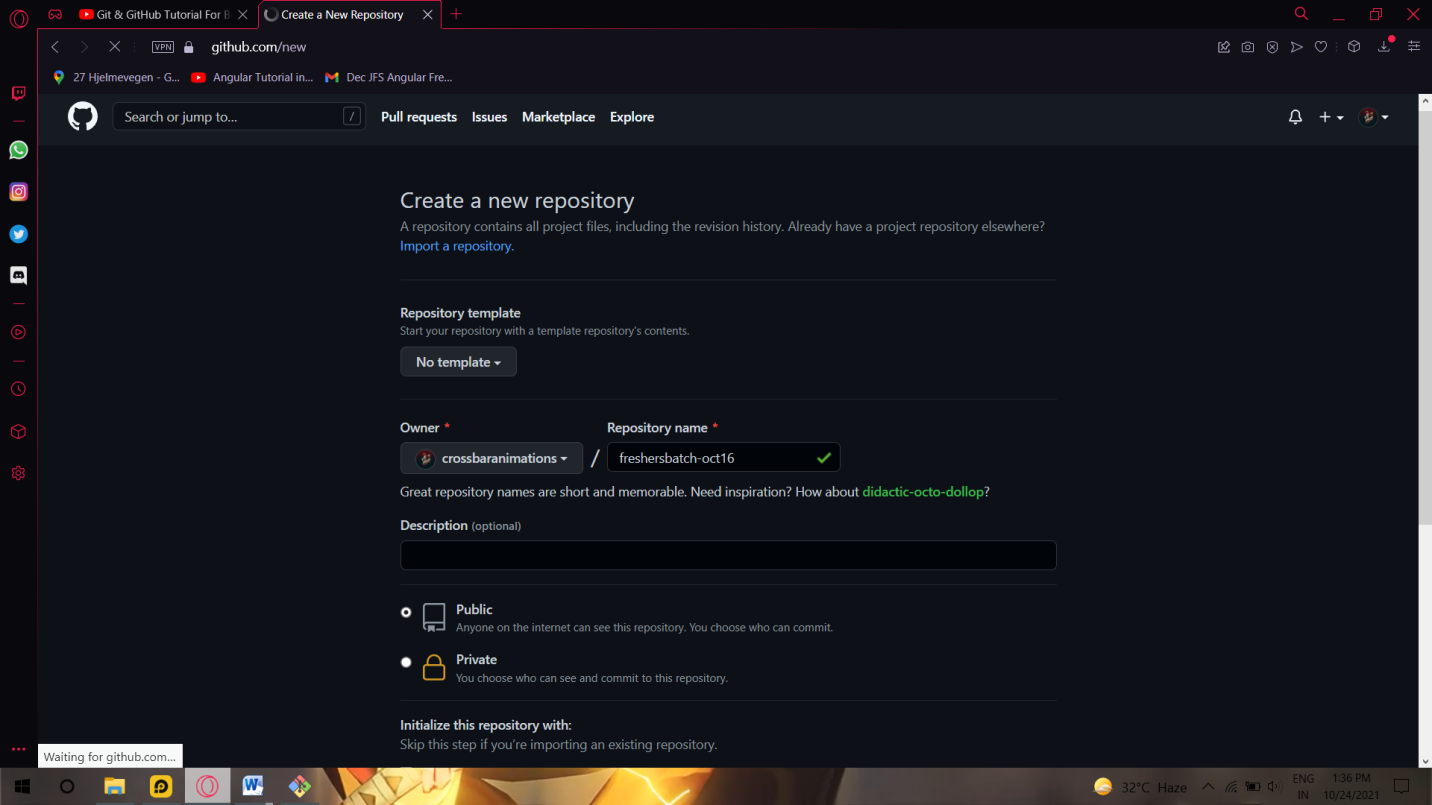 Git & GitHub Tutorial For B
Create a New Repository
VPN
github.com/new
27 Hjelmevegen - G...
Angular Tutorial in...
Dec JFS Angular Fre...
Search or jump to...
/
Pull requests
Issues
Marketplace
Explore
Create a new repository
A repository contains all project files, including the revision history. Already have a project repository elsewhere?
Import a repository.
Repository template
Start your repository with a template repository's contents.
No template
Owner *
Repository name *
crossbaranimations
/
freshersbatch-oct16
Great repository names are short and memorable. Need inspiration? How about didactic-octo-dollop?
Description (optional)
Public
Anyone on the internet can see this repository. You choose who can commit.
Private
You choose who can see and commit to this repository.
Initialize this repository with:
Skip this step if you're importing an existing repository.
Waiting for github.com...
32°C Haze
ENG
IN
1:36 PM
10/24/2021